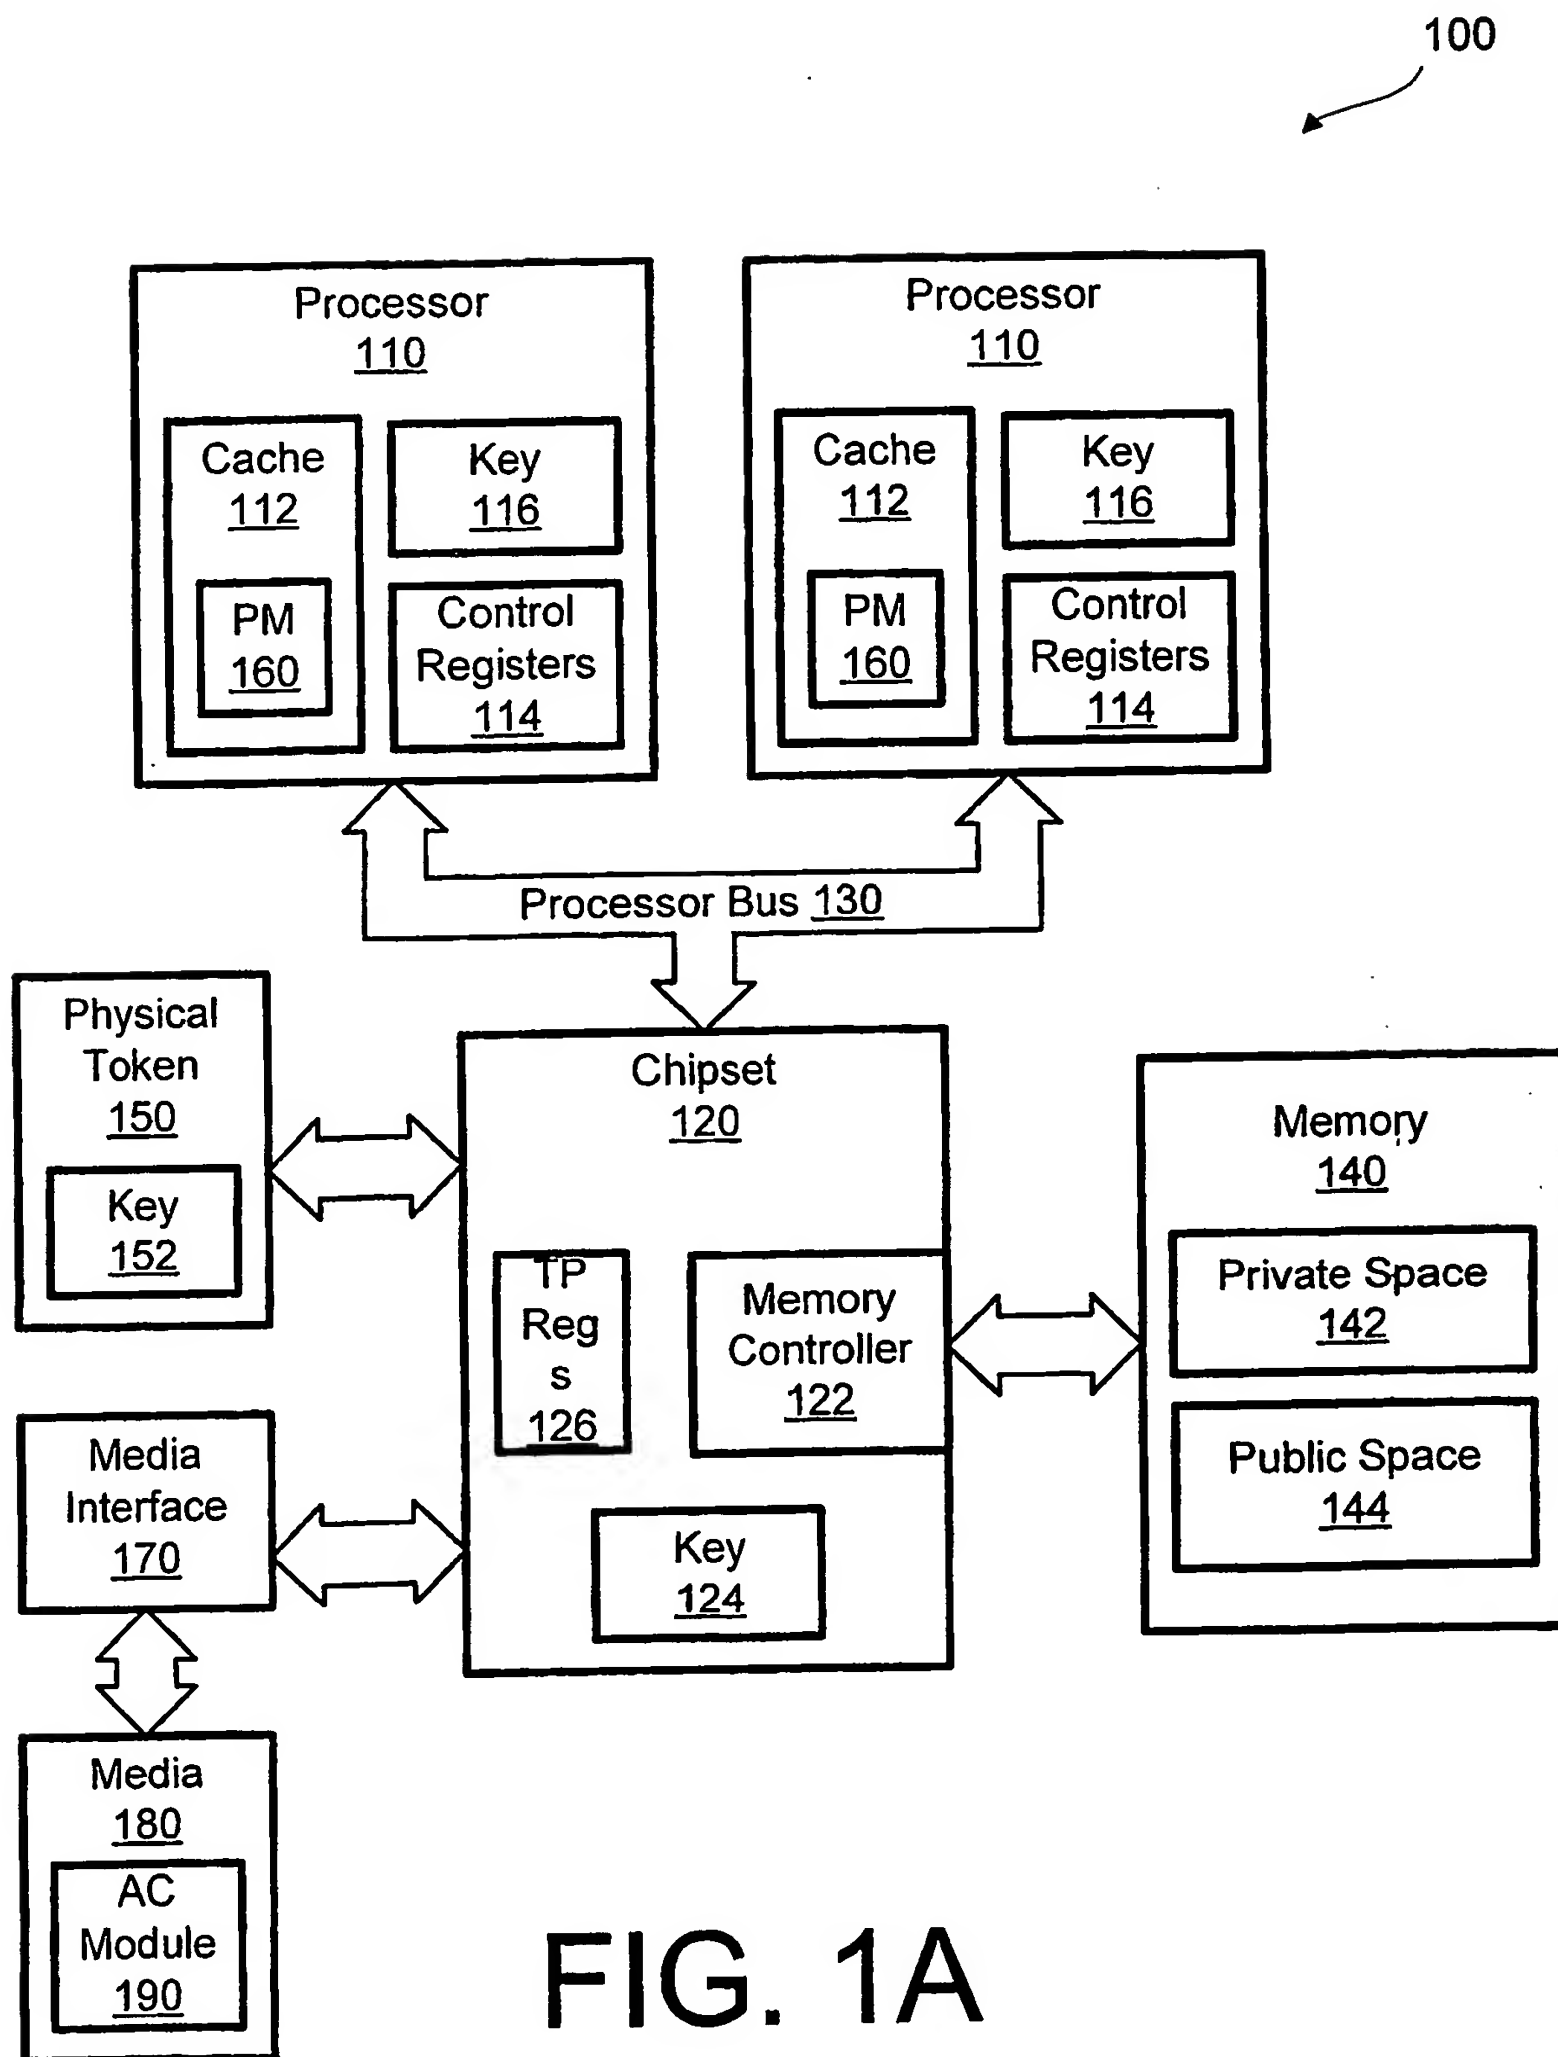 100
Processor
110
Cache
112
Key
116
PM
160
Control
Registers
114
Processor
110
Cache
112
Key
116
PM
160
Control
Registers
114
Processor Bus 130
Physical
Token
150
Key
152
Chipset
120
TP
Reg
s
126
Memory
Controller
122
Key
124
Memory
140
Private Space
142
Public Space
144
Media
Interface
170
Media
180
AC
Module
190
FIG. 1A